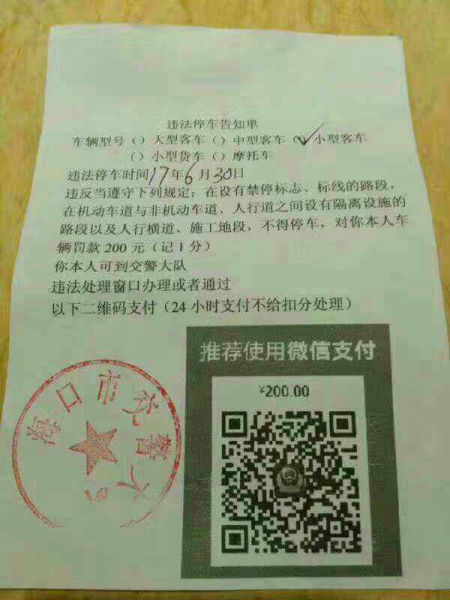 违法停车告知单
车辆型号 () 大型客车 () 中型客车 () 小型客车
() 小型货车 () 摩托车
违法停车时间17年6月30日
违反当遵守下列规定：在设有禁停标志、标线的路段，
在机动车道与非机动车道、人行道之间设有隔离设施的
路段以及人行横道、施工地段，不得停车，对你本人车
辆罚款 200 元（记 1 分）
你本人可到交警大队
违法处理窗口办理或者通过
以下二维码支付（24 小时支付不给扣分处理）
推荐使用微信支付
¥200.00
口市交警大